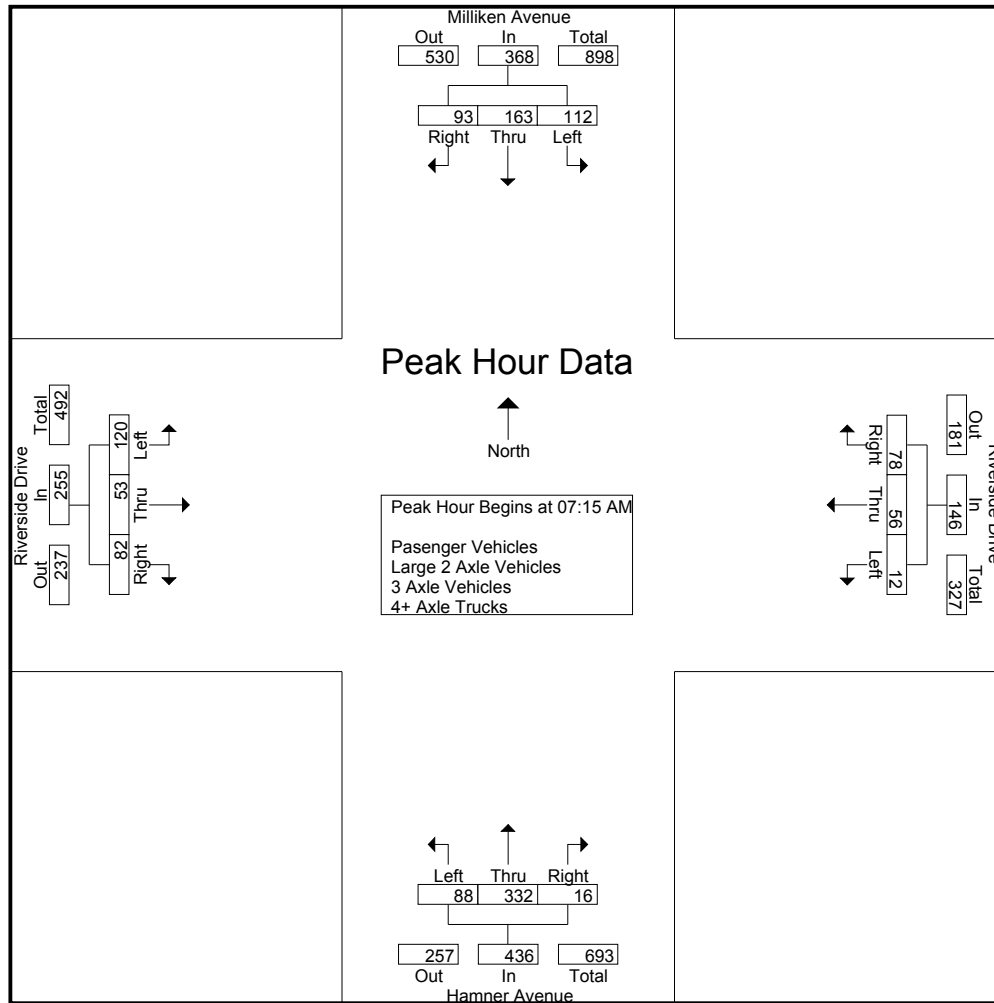 Milliken Avenue
Out In Total
530 368 898
93 163 112
Right Thru Left
Peak Hour Data
North
Peak Hour Begins at 07:15 AM
Pasenger Vehicles
Large 2 Axle Vehicles
3 Axle Vehicles
4+ Axle Trucks
Riverside Drive
Total In Out
492 255 237
120 53 82
Left Thru Right
Riverside Drive
Out In Total
181 146 327
78 56 12
Right Thru Left
Left Thru Right
88 332 16
257 436 693
Out In Total
Hamner Avenue